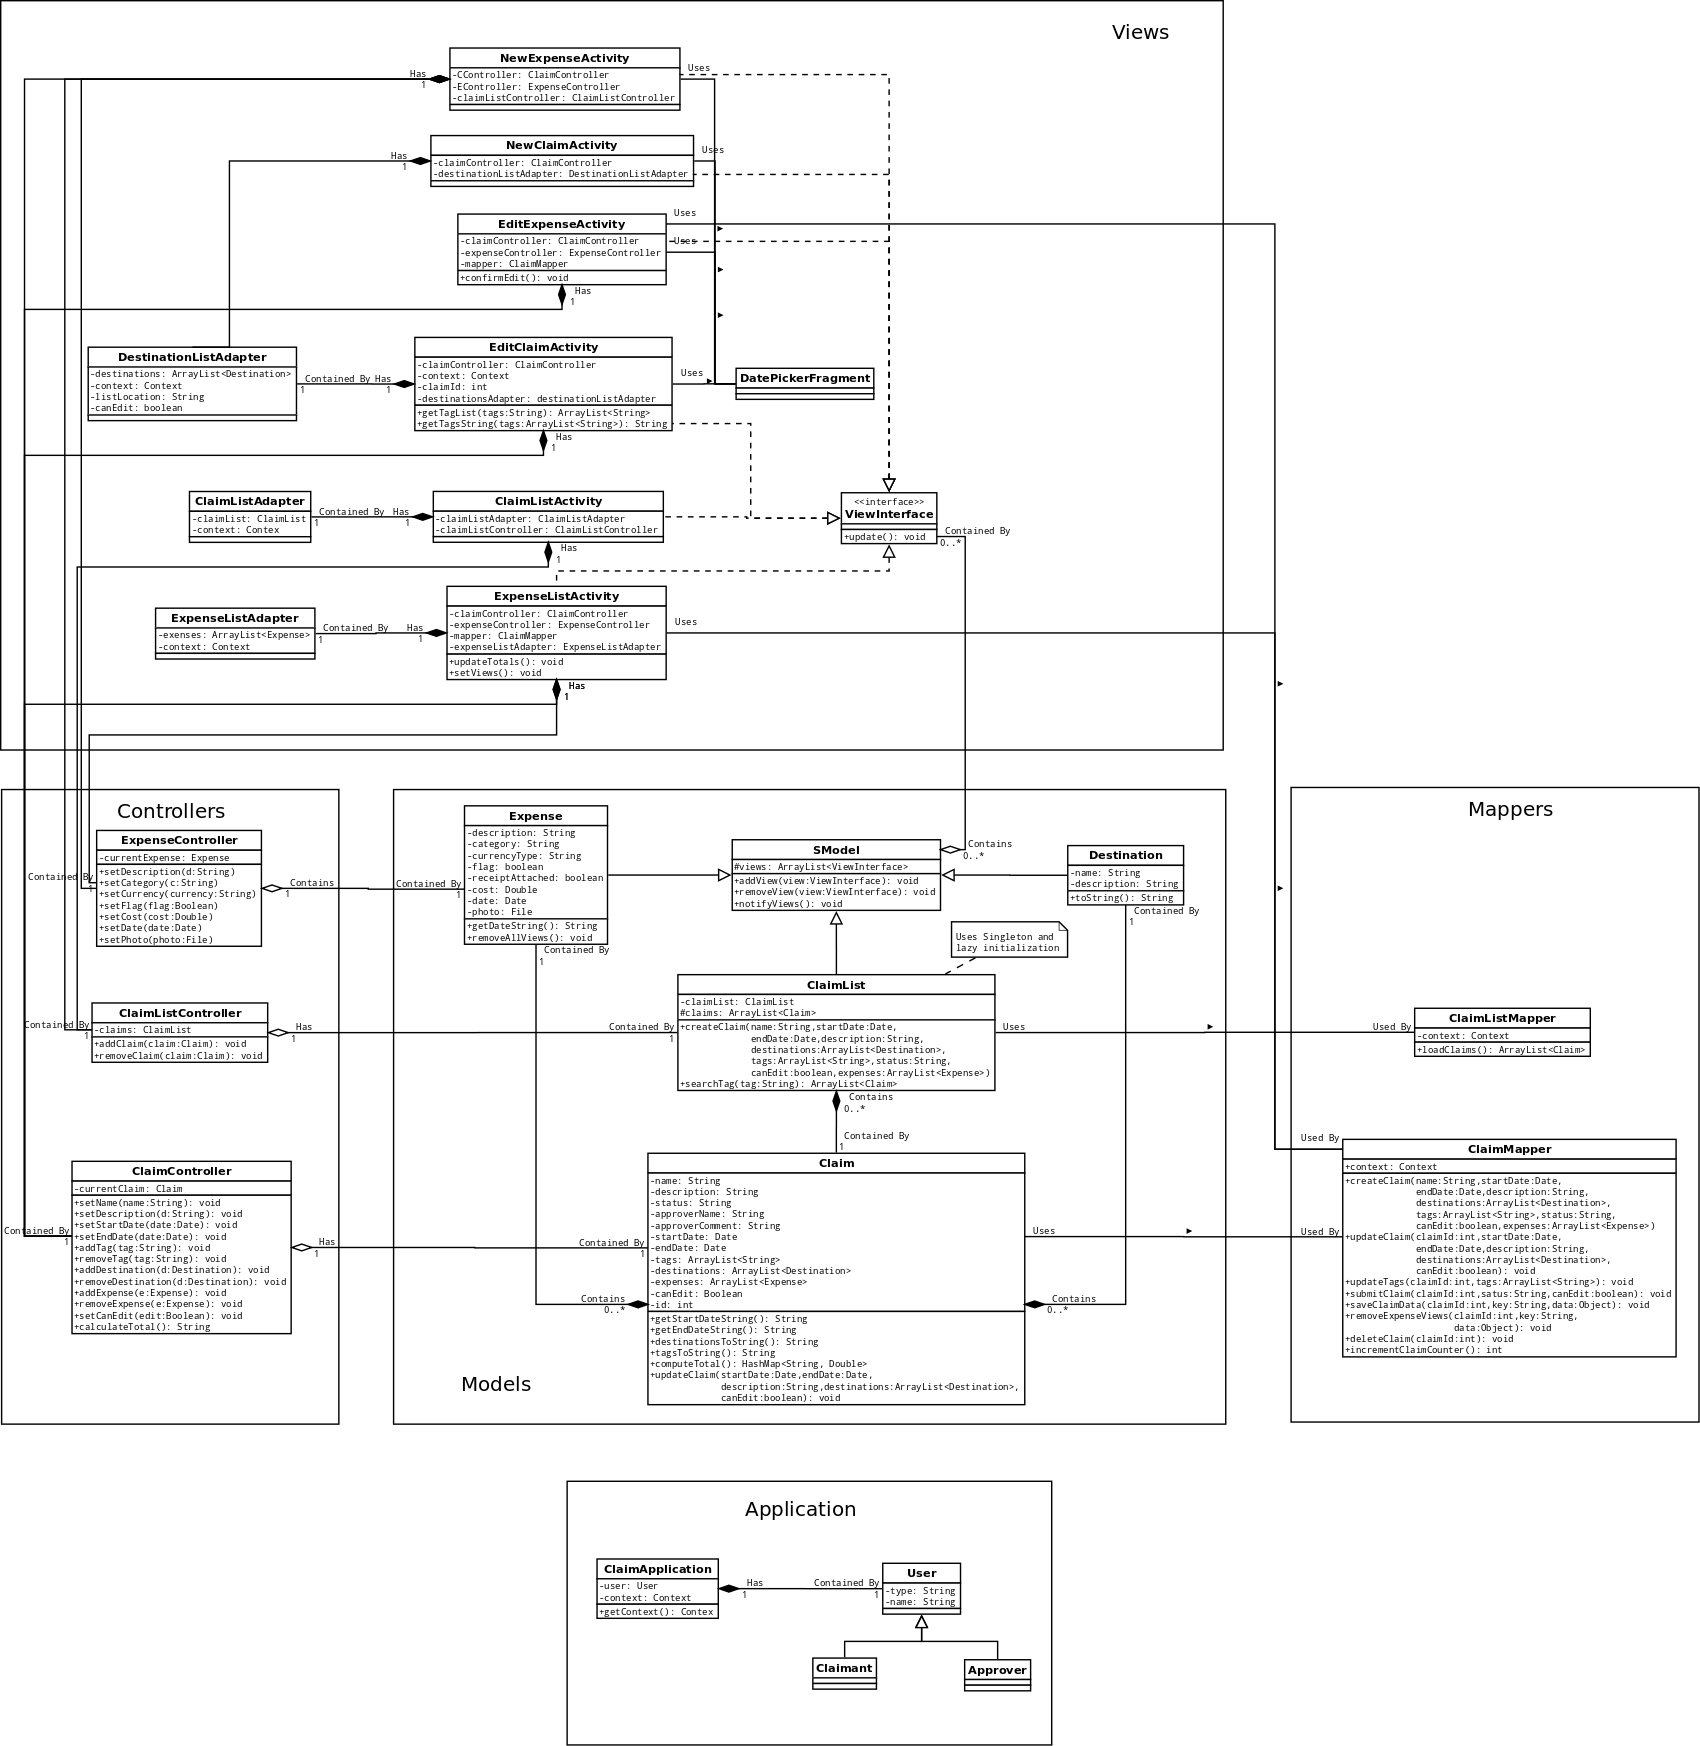 Views
NewExpenseActivity
-CController: ClaimController
-EController: ExpenseController
-claimListController: ClaimListController
Has
1
Uses
NewClaimActivity
-claimController: ClaimController
-destinationListAdapter: DestinationListAdapter
Has
1
Uses
EditExpenseActivity
-claimController: ClaimController
-expenseController: ExpenseController
-mapper: ClaimMapper
+confirmEdit(): void
Uses
Uses
Has
1
DestinationListAdapter
-destinations: ArrayList<Destination>
-context: Context
-listLocation: String
-canEdit: boolean
Contained By
1
Has
1
EditClaimActivity
-claimController: ClaimController
-context: Context
-claimId: int
-destinationsAdapter: destinationListAdapter
+getTagList(tags:String): ArrayList<String>
+getTagsString(tags:ArrayList<String>): String
Uses
Has
1
DatePickerFragment
ClaimListAdapter
-claimList: ClaimList
-context: Contex
Contained By
1
Has
1
ClaimListActivity
-claimListAdapter: ClaimListAdapter
-claimListController: ClaimListController
Has
1
<<interface>>
ViewInterface
+update(): void
Contained By
0..*
ExpenseListAdapter
-exenses: ArrayList<Expense>
-context: Context
Contained By
1
Has
1
ExpenseListActivity
-claimController: ClaimController
-expenseController: ExpenseController
-mapper: ClaimMapper
-expenseListAdapter: ExpenseListAdapter
+updateTotals(): void
+setViews(): void
Uses
Has
1
Controllers
ExpenseController
-currentExpense: Expense
+setDescription(d:String)
+setCategory(c:String)
+setCurrency(currency:String)
+setFlag(flag:Boolean)
+setCost(cost:Double)
+setDate(date:Date)
+setPhoto(photo:File)
Contained By
1
Contains
1
ClaimListController
-claims: ClaimList
+addClaim(claim:Claim): void
+removeClaim(claim:Claim): void
Contained By
1
Has
1
ClaimController
-currentClaim: Claim
+setName(name:String): void
+setDescription(d:String): void
+setStartDate(date:Date): void
+setEndDate(date:Date): void
+addTag(tag:String): void
+removeTag(tag:String): void
+addDestination(d:Destination): void
+removeDestination(d:Destination): void
+addExpense(e:Expense): void
+removeExpense(e:Expense): void
+setCanEdit(edit:Boolean): void
+calculateTotal(): String
Contained By
1
Has
1
Models
Expense
-description: String
-category: String
-currencyType: String
-flag: boolean
-receiptAttached: boolean
-cost: Double
-date: Date
-photo: File
+getDateString(): String
+removeAllViews(): void
Contained By
1
Contained By
1
SModel
#views: ArrayList<ViewInterface>
+addView(view:ViewInterface): void
+removeView(view:ViewInterface): void
+notifyViews(): void
Contains
0..*
Destination
-name: String
-description: String
+toString(): String
Contained By
1
Uses Singleton and
lazy initialization
ClaimList
-claimList: ClaimList
#claims: ArrayList<Claim>
+createClaim(name:String,startDate:Date,
endDate:Date,description:String,
destinations:ArrayList<Destination>,
tags:ArrayList<String>,status:String,
canEdit:boolean,expenses:ArrayList<Expense>)
+searchTag(tag:String): ArrayList<Claim>
Contained By
1
Uses
Contains
0..*
Contained By
1
Claim
-name: String
-description: String
-status: String
-approverName: String
-approverComment: String
-startDate: Date
-endDate: Date
-tags: ArrayList<String>
-destinations: ArrayList<Destination>
-expenses: ArrayList<Expense>
-canEdit: Boolean
-id: int
+getStartDateString(): String
+getEndDateString(): String
+destinationsToString(): String
+tagsToString(): String
+computeTotal(): HashMap<String, Double>
+updateClaim(startDate:Date,endDate:Date,
description:String,destinations:ArrayList<Destination>,
canEdit:boolean): void
Contained By
1
Contains
0..*
Uses
Contains
0..*
Mappers
ClaimListMapper
-context: Context
+loadClaims(): ArrayList<Claim>
Used By
ClaimMapper
+context: Context
+createClaim(name:String,startDate:Date,
endDate:Date,description:String,
destinations:ArrayList<Destination>,
tags:ArrayList<String>,status:String,
canEdit:boolean,expenses:ArrayList<Expense>)
+updateClaim(claimId:int,startDate:Date,
endDate:Date,description:String,
destinations:ArrayList<Destination>,
canEdit:boolean): void
+updateTags(claimId:int,tags:ArrayList<String>): void
+submitClaim(claimId:int,satus:String,canEdit:boolean): void
+saveClaimData(claimId:int,key:String,data:Object): void
+removeExpenseViews(claimId:int,key:String,
data:Object): void
+deleteClaim(claimId:int): void
+incrementClaimCounter(): int
Used By
Used By
Application
ClaimApplication
-user: User
-context: Context
+getContext(): Contex
Has
1
Contained By
1
User
-type: String
-name: String
Claimant
Approver